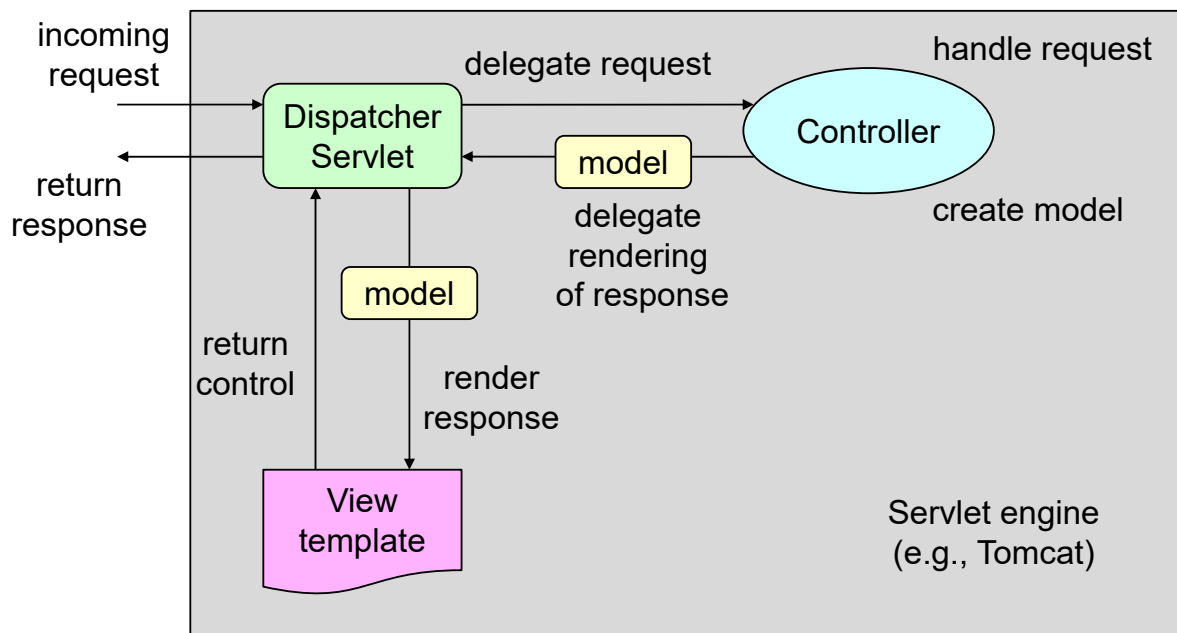 incoming
request
delegate request
handle request
Dispatcher
Servlet
Controller
model
return
response
delegate
rendering
of response
create model
model
return
control
render
response
View
template
Servlet engine
(e.g., Tomcat)